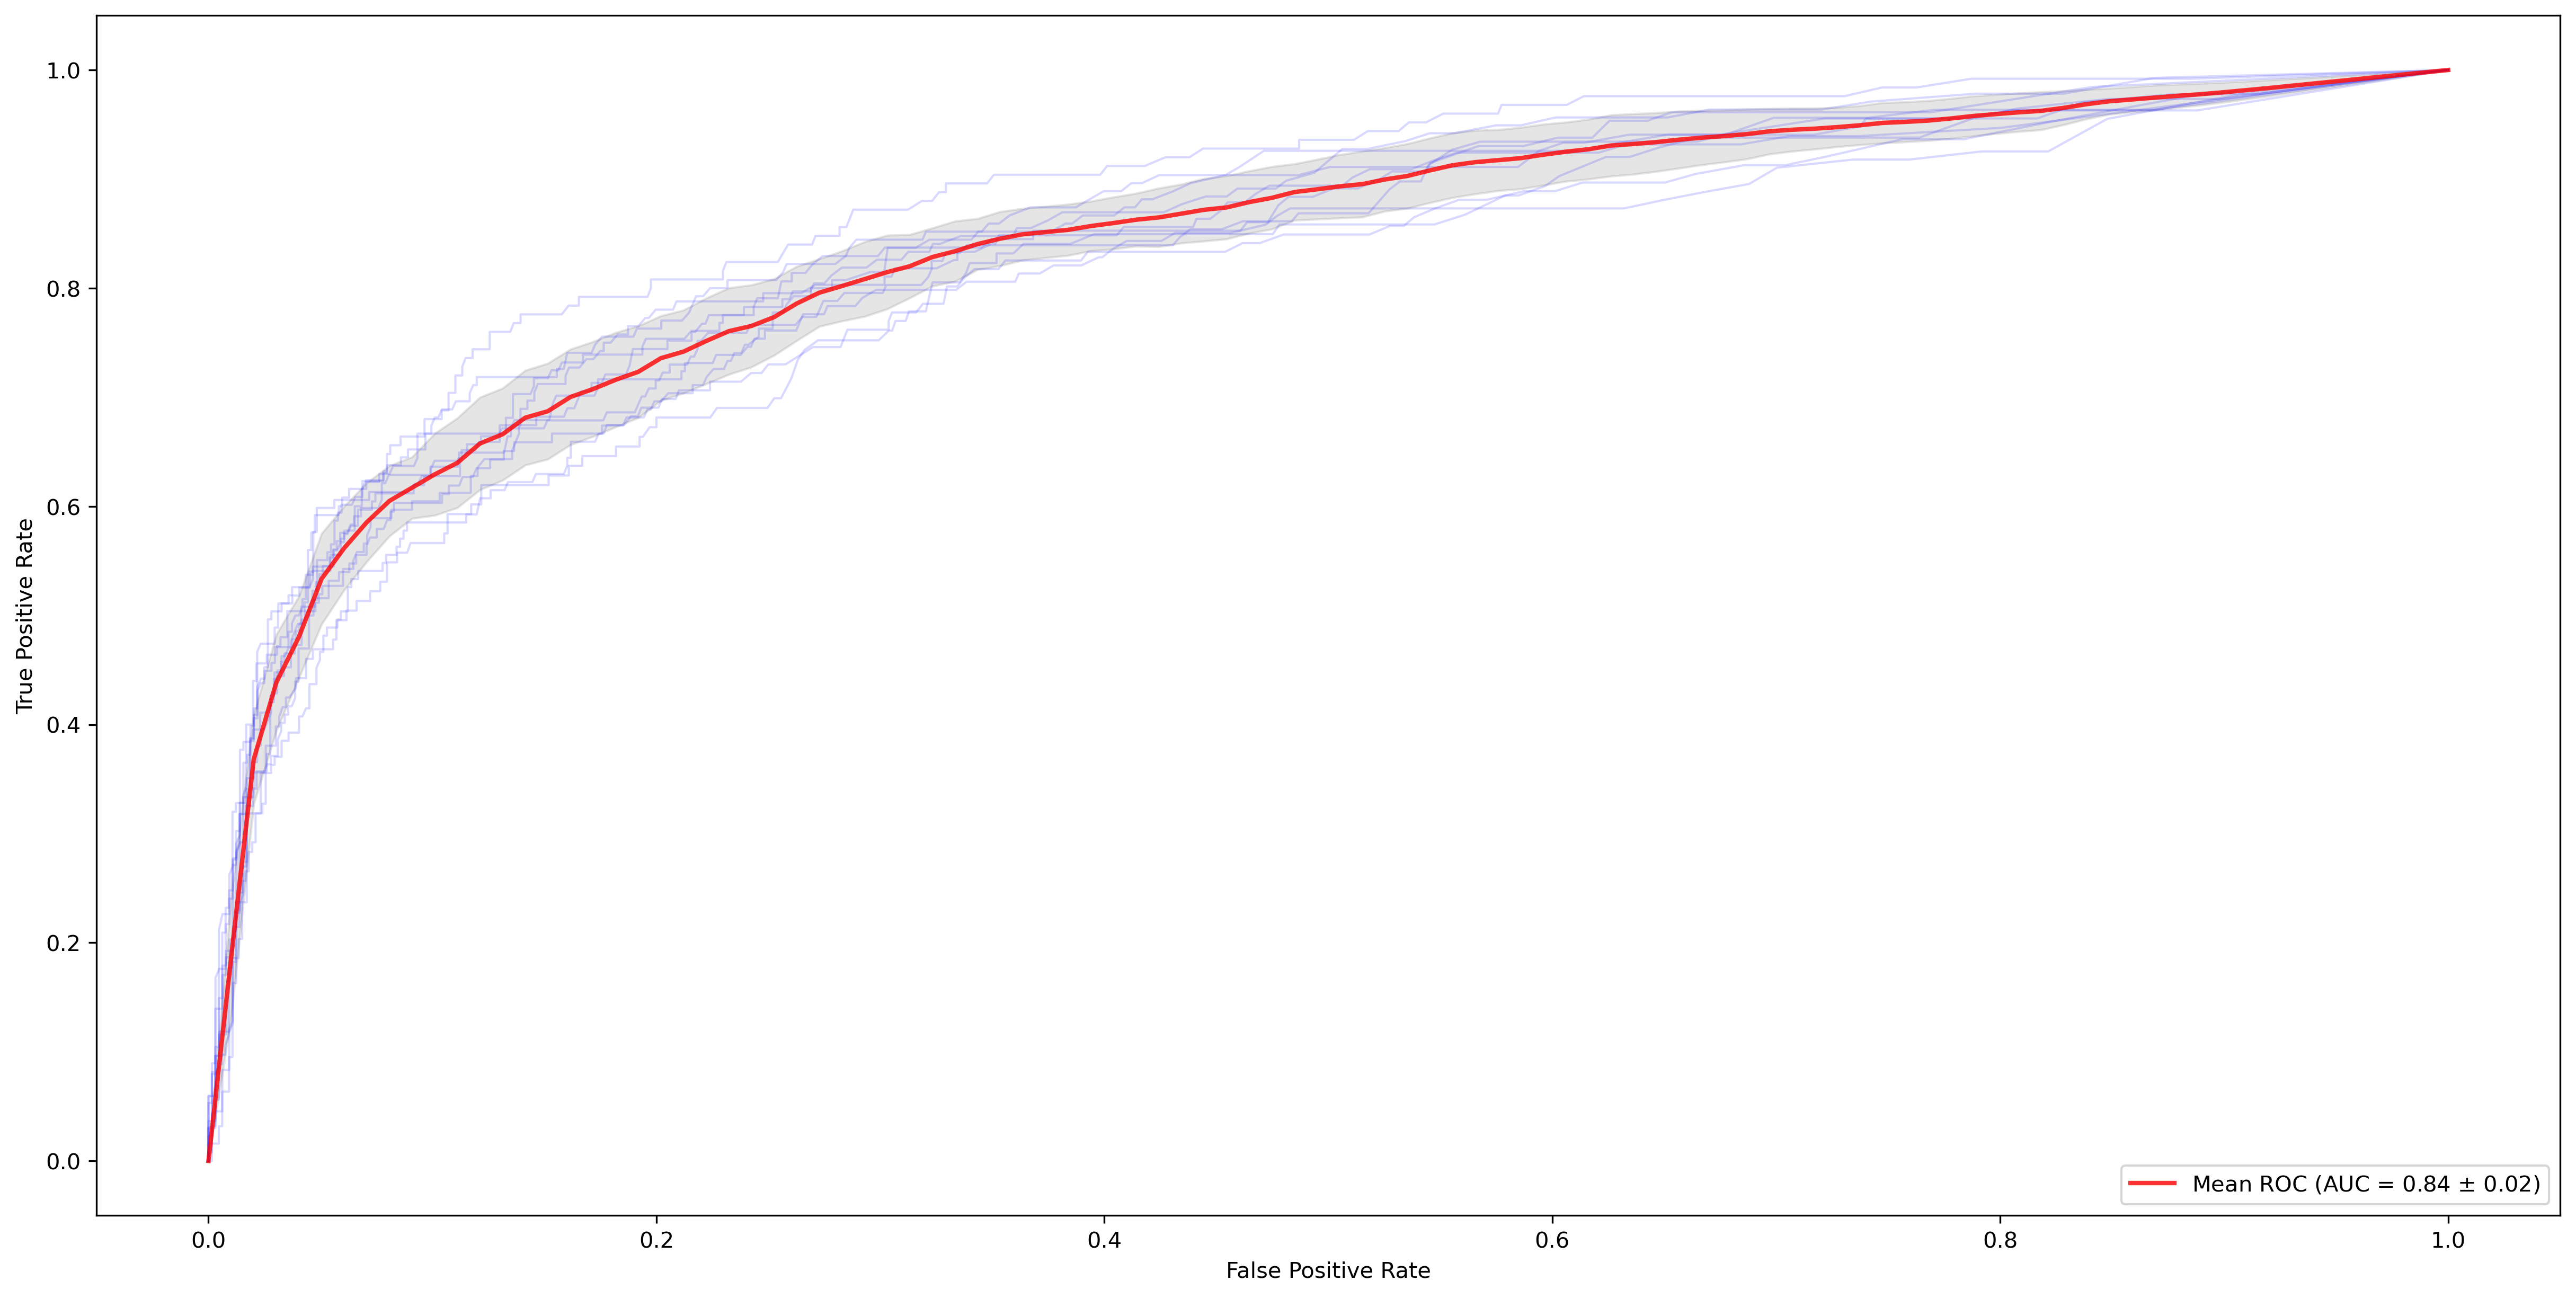 1.0
0.8
0.6
0.4
0.2
0.0
True Positive Rate
Mean ROC (AUC = 0.84 ± 0.02)
0.0 0.2 0.4 0.6 0.8 1.0
False Positive Rate